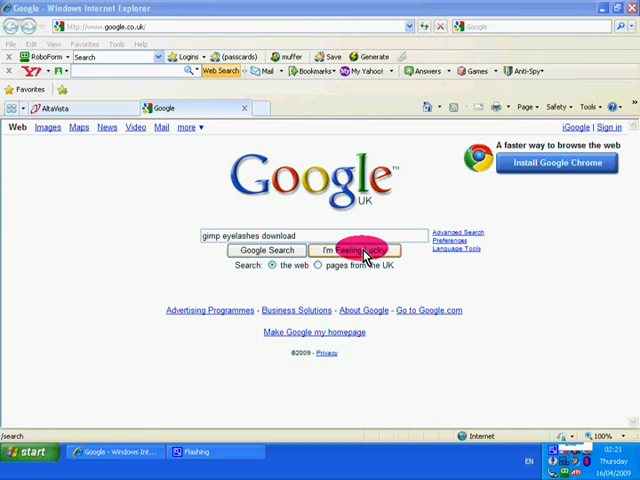 Google - Windows Internet Explorer
http://www.google.co.uk/
Google
File Edit View Favorites Tools Help
RoboForm Search Logins (passcards) muffer Save Generate
Y! Web Search Mail Bookmarks My Yahoo! Answers Games Anti-Spy
Favorites
AltaVista Google Page Safety Tools
Web Images Maps News Video Mail more iGoogle | Sign in
A faster way to browse the web
Install Google Chrome
Google™
UK
gimp eyelashes download
Advanced Search
Preferences
Language Tools
Google Search I'm Feeling Lucky
Search: the web pages from the UK
Advertising Programmes - Business Solutions - About Google - Go to Google.com
Make Google my homepage
©2009 - Privacy
/search Internet 100%
start Google - Windows Int... Flashing EN 02:21
Thursday
16/04/2009